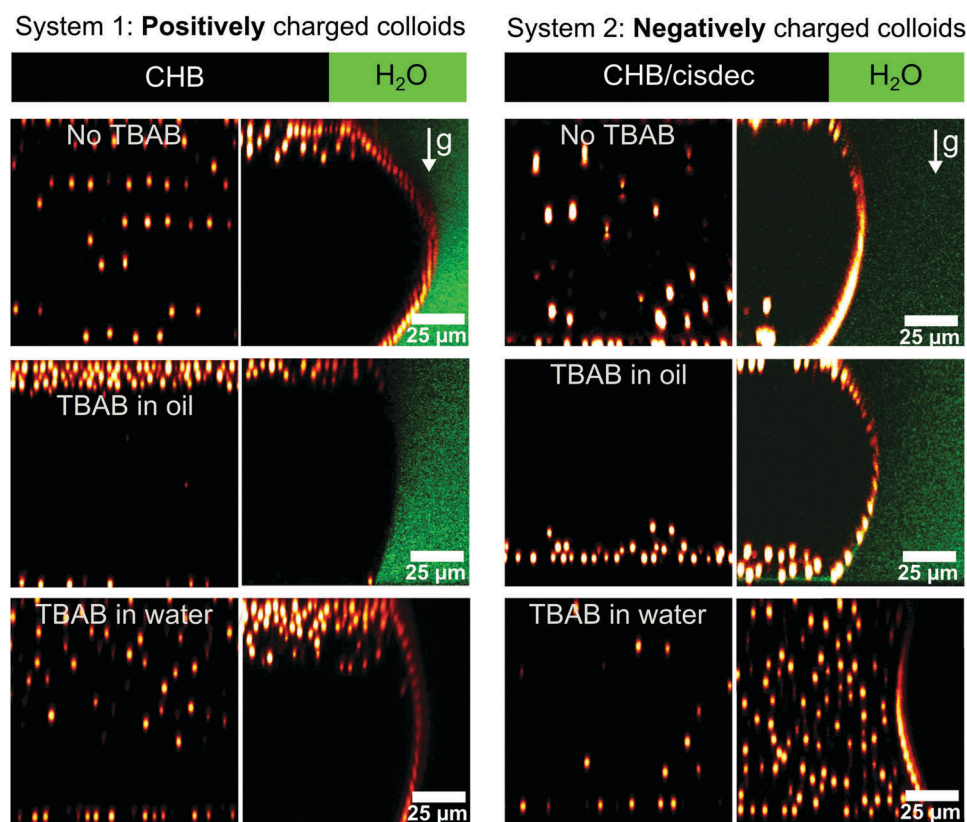 System 1: Positively charged colloids
CHB
H₂O
No TBAB
g
25 µm
TBAB in oil
25 µm
TBAB in water
25 µm
System 2: Negatively charged colloids
CHB/cisdec
H₂O
No TBAB
g
25 µm
TBAB in oil
25 µm
TBAB in water
25 µm